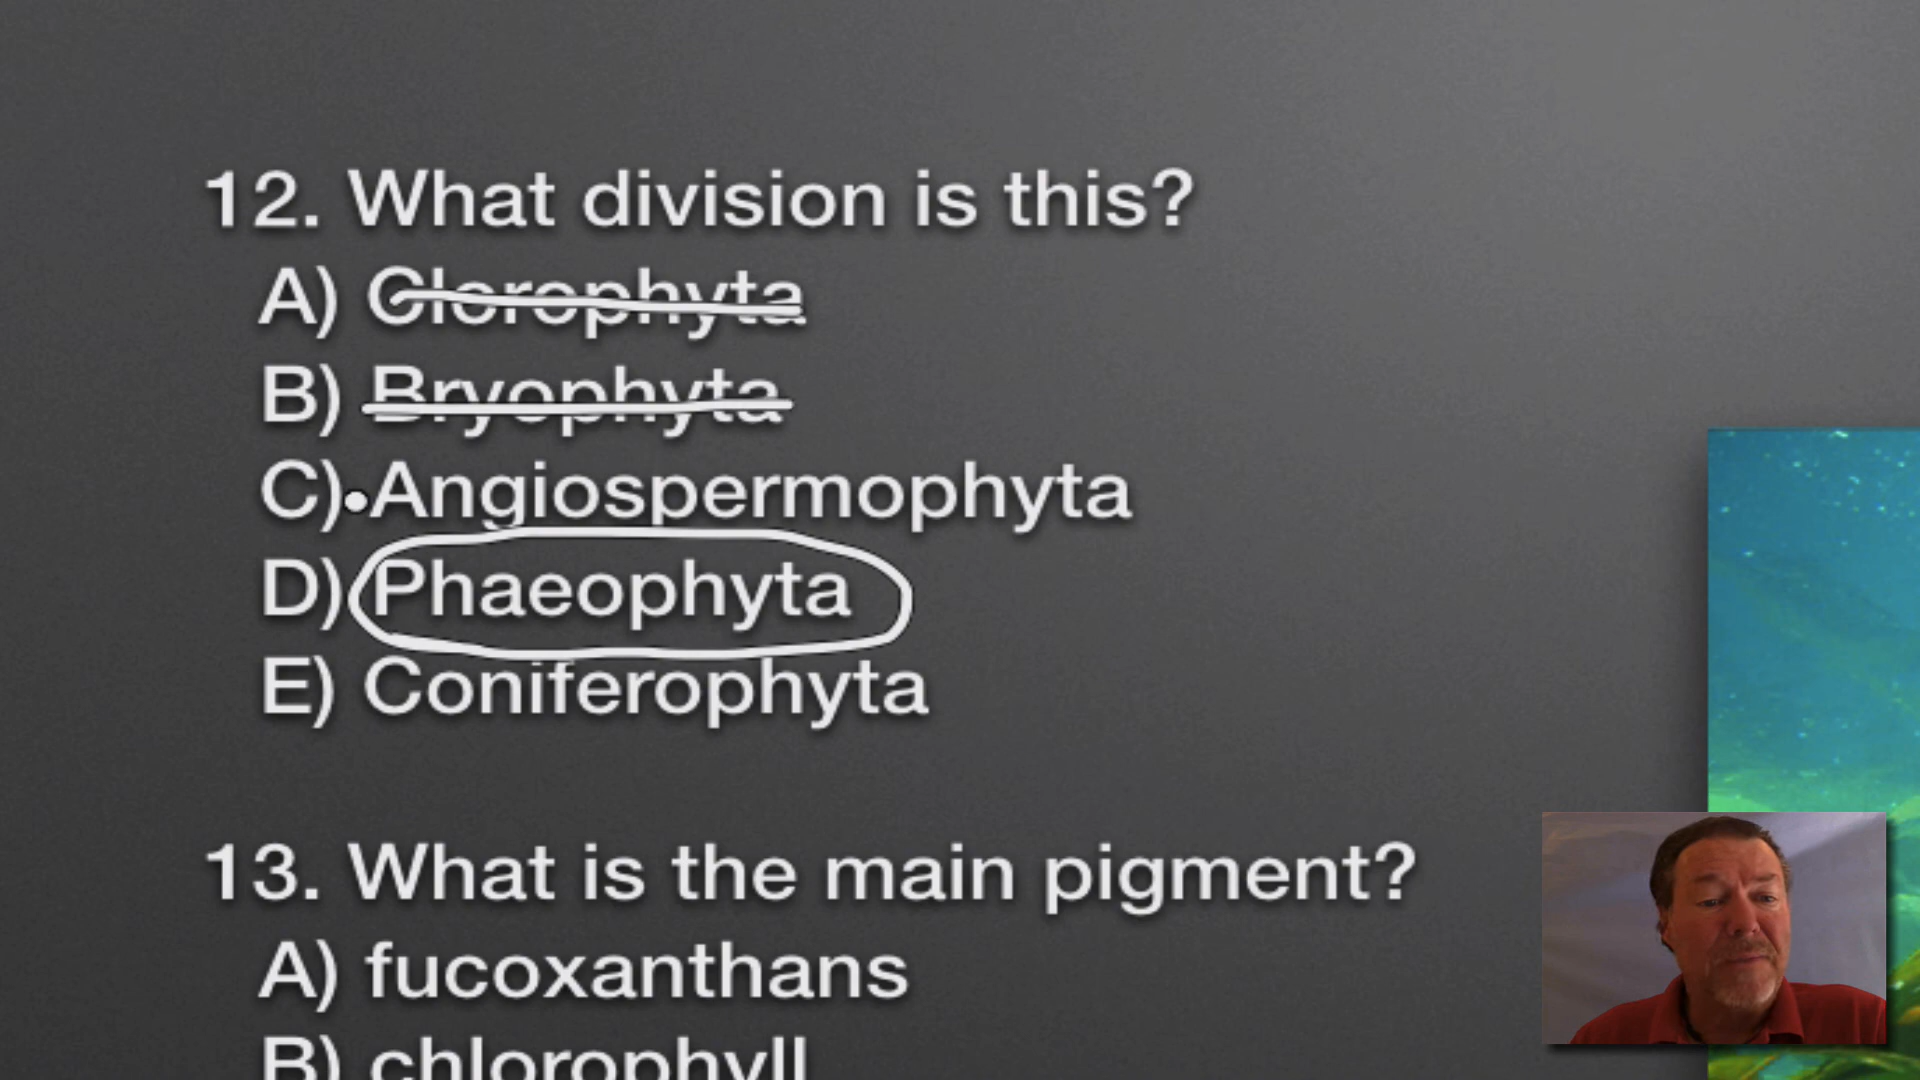 12. What division is this?
A) Clorophyta
B) Bryophyta
C) Angiospermophyta
D) Phaeophyta
E) Coniferophyta
13. What is the main pigment?
A) fucoxanthans
B) chlorophyll